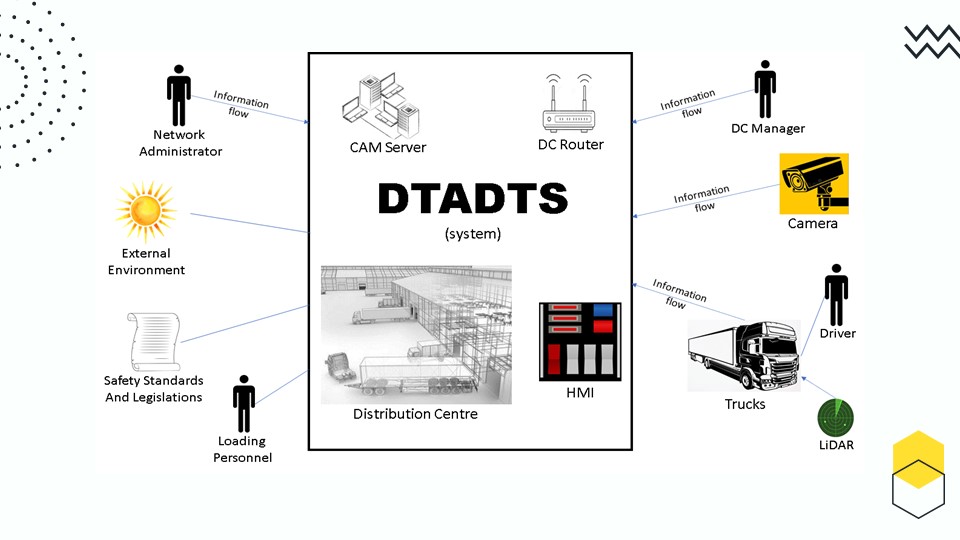 Network
Administrator
Information
flow
External
Environment
Safety Standards
And Legislations
Loading
Personnel
CAM Server
DC Router
DTADTS
(system)
Distribution Centre
HMI
Information
flow
DC Manager
Information
flow
Camera
Information
flow
Driver
Trucks
LiDAR